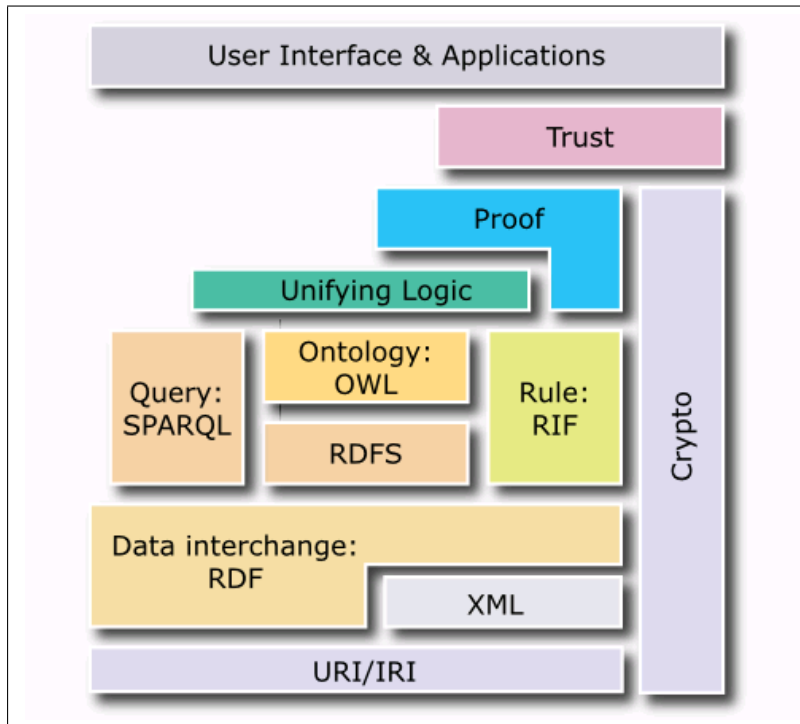 User Interface & Applications
Trust
Proof
Unifying Logic
Query:
SPARQL
Ontology:
OWL
RDFS
Rule:
RIF
Crypto
Data interchange:
RDF
XML
URI/IRI